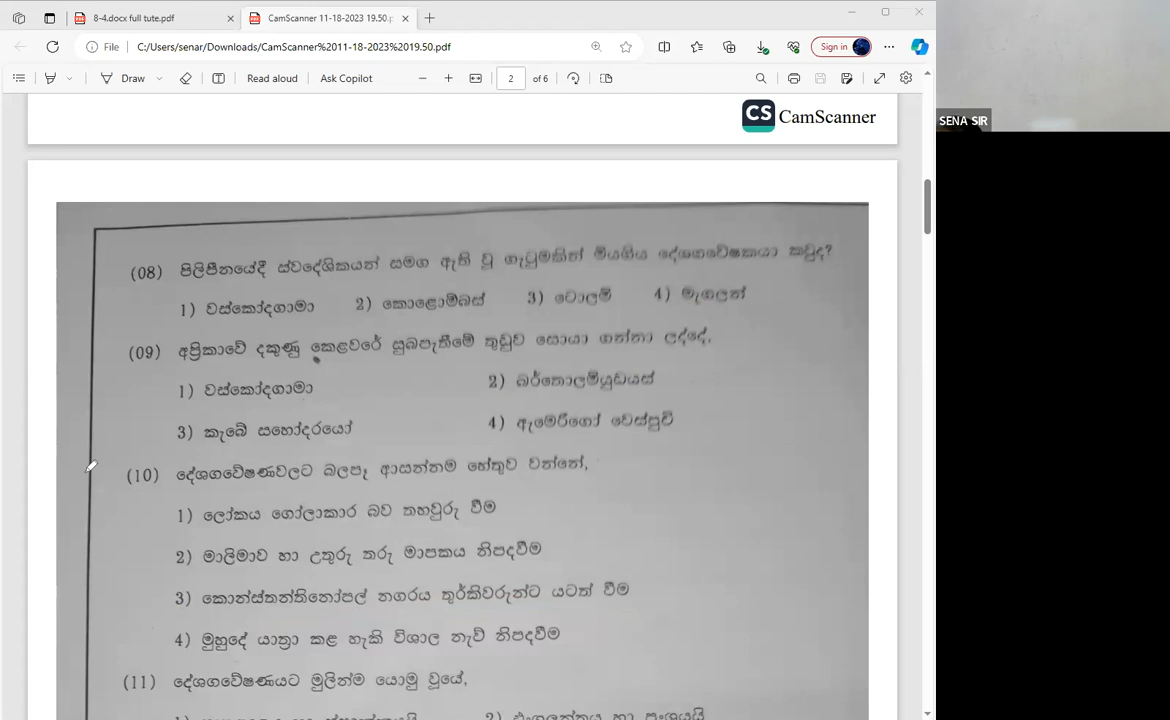 8-4.docx full tute.pdf
CamScanner 11-18-2023 19.50.p
File C:/Users/senar/Downloads/CamScanner%2011-18-2023%2019.50.pdf
Sign in
Draw Read aloud Ask Copilot 2 of 6
CS CamScanner
SENA SIR
(08) පිලිපීනයේදී ස්වදේශිකයන් සමග ඇති වූ ගැටුමකින් මියගිය දේශගවේෂකයා කවුද?
1) වස්කෝදගාමා 2) කොළොම්බස් 3) ටොලමි 4) මැගලන්
(09) අප්‍රිකාවේ දකුණු කෙළවරේ සුබපැතීමේ තුඩුව සොයා ගන්නා ලද්දේ,
1) වස්කෝදගාමා 2) බර්තොලමියුඩයස්
3) කැබේ සහෝදරයෝ 4) ඇමෙරිගෝ වෙස්පුචි
(10) දේශගවේෂණවලට බලපෑ ආසන්නම හේතුව වන්නේ,
1) ලෝකය ගෝලාකාර බව තහවුරු වීම
2) මාලිමාව හා උතුරු තරු මාපකය නිපදවීම
3) කොන්ස්තන්තිනෝපල් නගරය තුර්කිවරුන්ට යටත් වීම
4) මුහුදේ යාත්‍රා කළ හැකි විශාල නැව් නිපදවීම
(11) දේශගවේෂණයට මුලින්ම යොමු වූයේ,
2) එංගලන්තය හා ප්‍රංශයයි